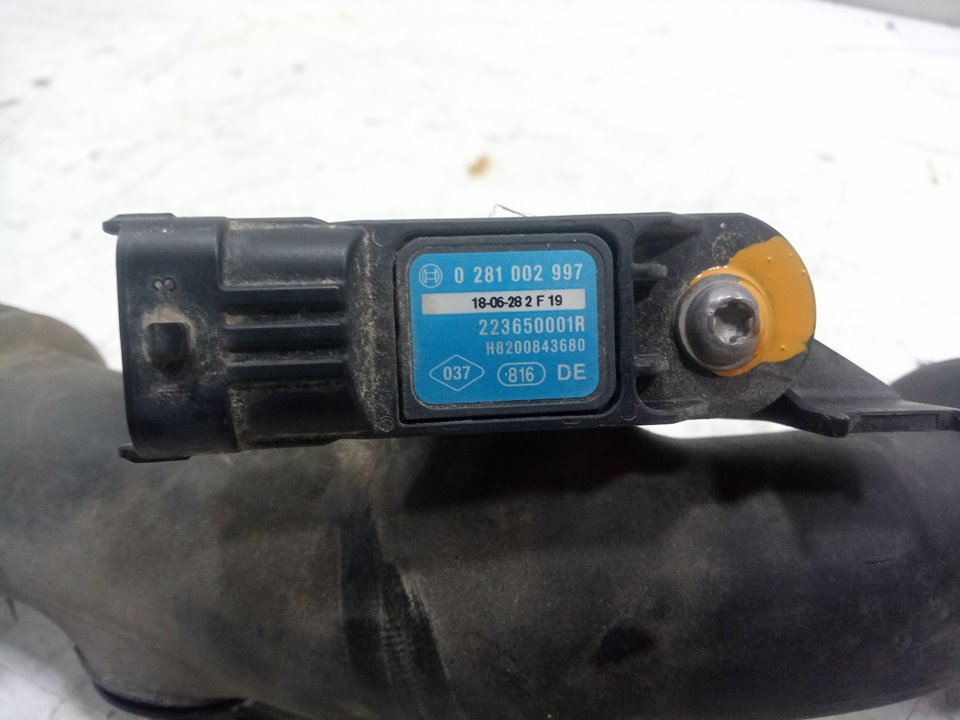 0 281 002 997
18-06-28 2 F 19
223650001R
H8200843680
037 816 DE